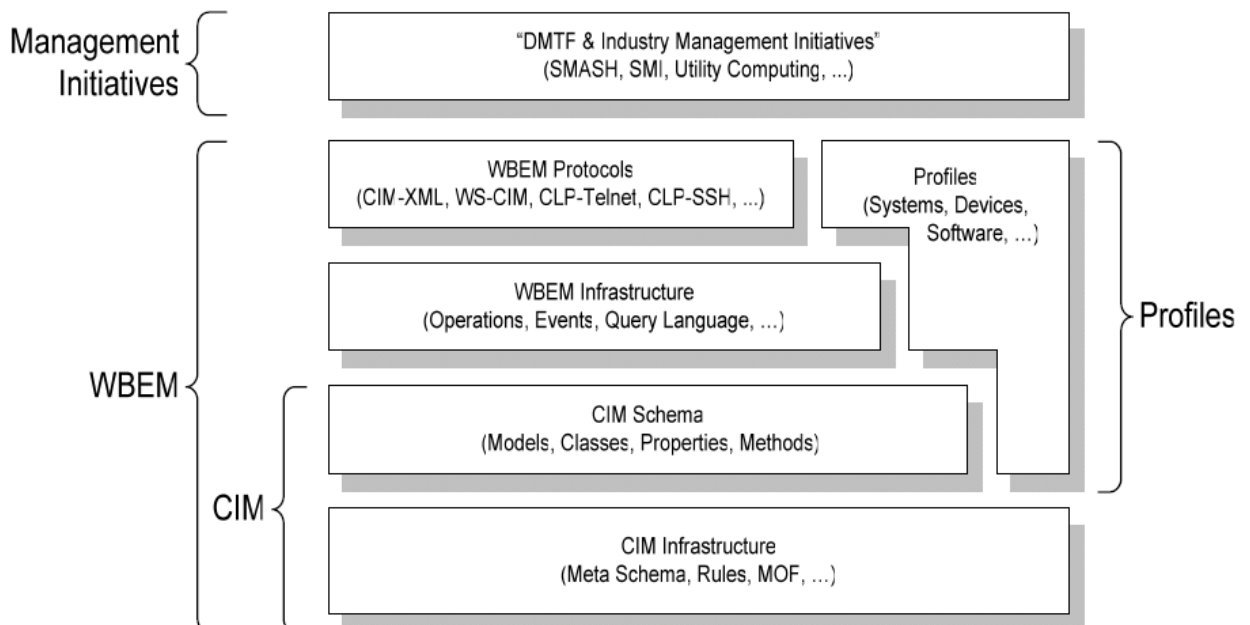 Management
Initiatives
“DMTF & Industry Management Initiatives”
(SMASH, SMI, Utility Computing, ...)
WBEM Protocols
(CIM-XML, WS-CIM, CLP-Telnet, CLP-SSH, ...)
Profiles
(Systems, Devices,
Software, …)
WBEM Infrastructure
(Operations, Events, Query Language, …)
Profiles
WBEM
CIM Schema
(Models, Classes, Properties, Methods)
CIM
CIM Infrastructure
(Meta Schema, Rules, MOF, …)